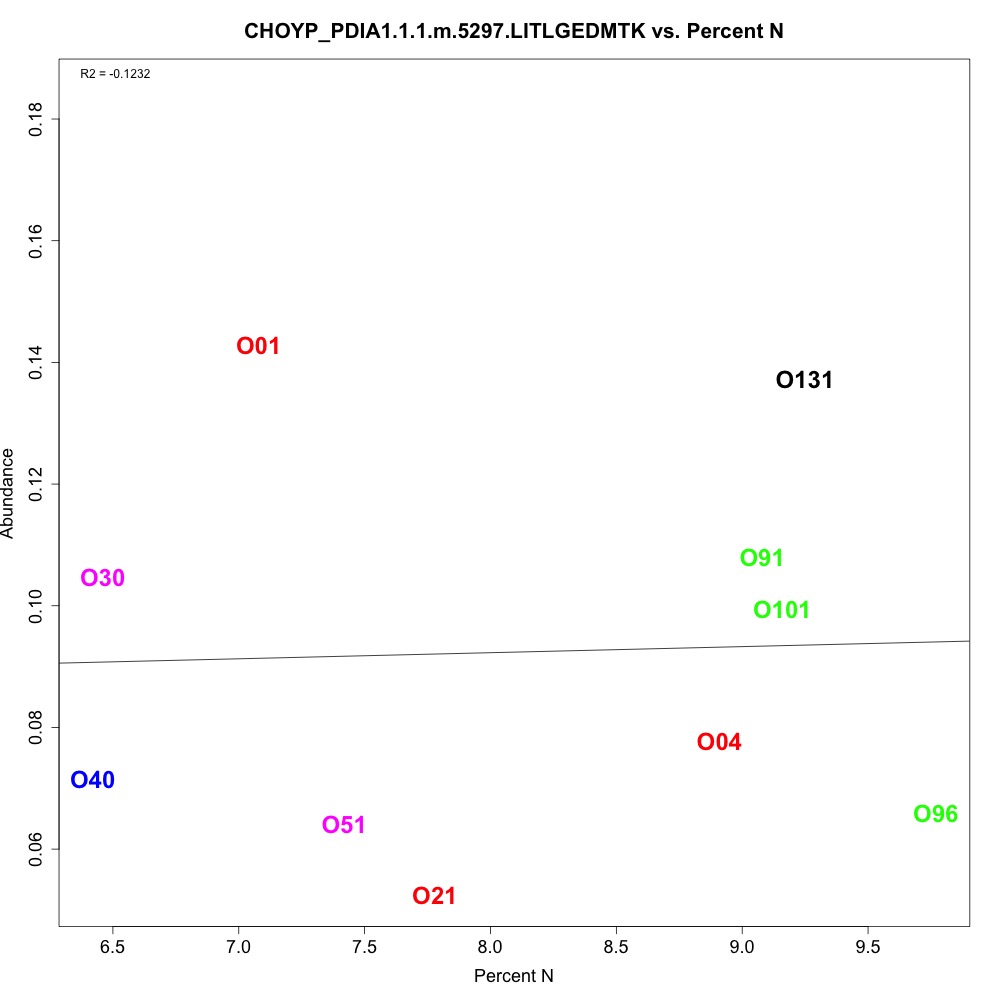 CHOYP_PDIA1.1.1.m.5297.LITLGEDMTK vs. Percent N
R2 = -0.1232
0.18
0.16
0.14
0.12
0.10
0.08
0.06
Abundance
O01
O131
O91
O30
O101
O04
O40
O96
O51
O21
6.5 7.0 7.5 8.0 8.5 9.0 9.5
Percent N